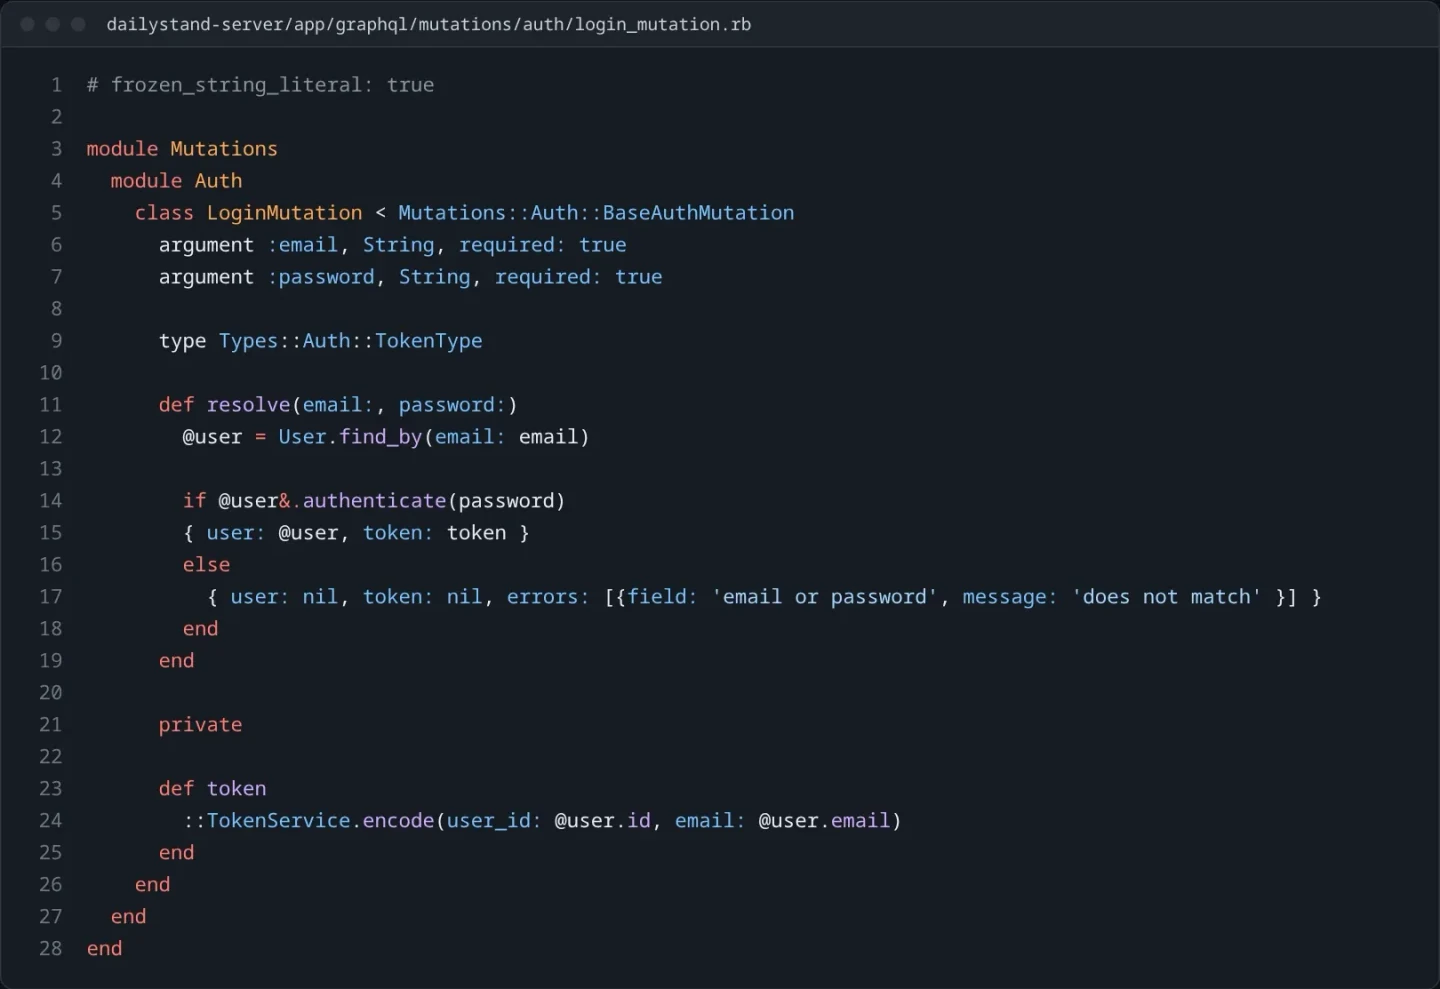 dailystand-server/app/graphql/mutations/auth/login_mutation.rb
1 # frozen_string_literal: true
2
3 module Mutations
4   module Auth
5     class LoginMutation < Mutations::Auth::BaseAuthMutation
6       argument :email, String, required: true
7       argument :password, String, required: true
8
9       type Types::Auth::TokenType
10
11       def resolve(email:, password:)
12         @user = User.find_by(email: email)
13
14         if @user&.authenticate(password)
15         { user: @user, token: token }
16         else
17           { user: nil, token: nil, errors: [{field: 'email or password', message: 'does not match' }] }
18         end
19       end
20
21       private
22
23       def token
24         ::TokenService.encode(user_id: @user.id, email: @user.email)
25       end
26     end
27   end
28 end